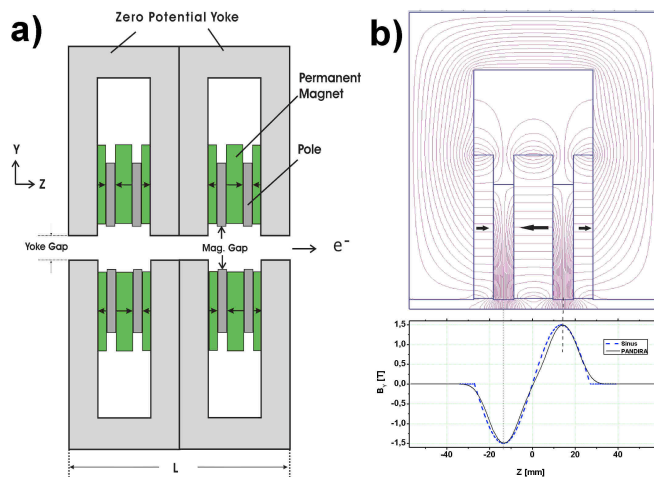 a)
Zero Potential Yoke
Permanent
Magnet
Pole
Y
Z
Yoke Gap
Mag. Gap
e-
L
b)
1,5
1,0
0,5
0,0
-0,5
-1,0
-1,5
BY [T]
Sinus
PANDIRA
-40
-20
0
20
40
Z [mm]